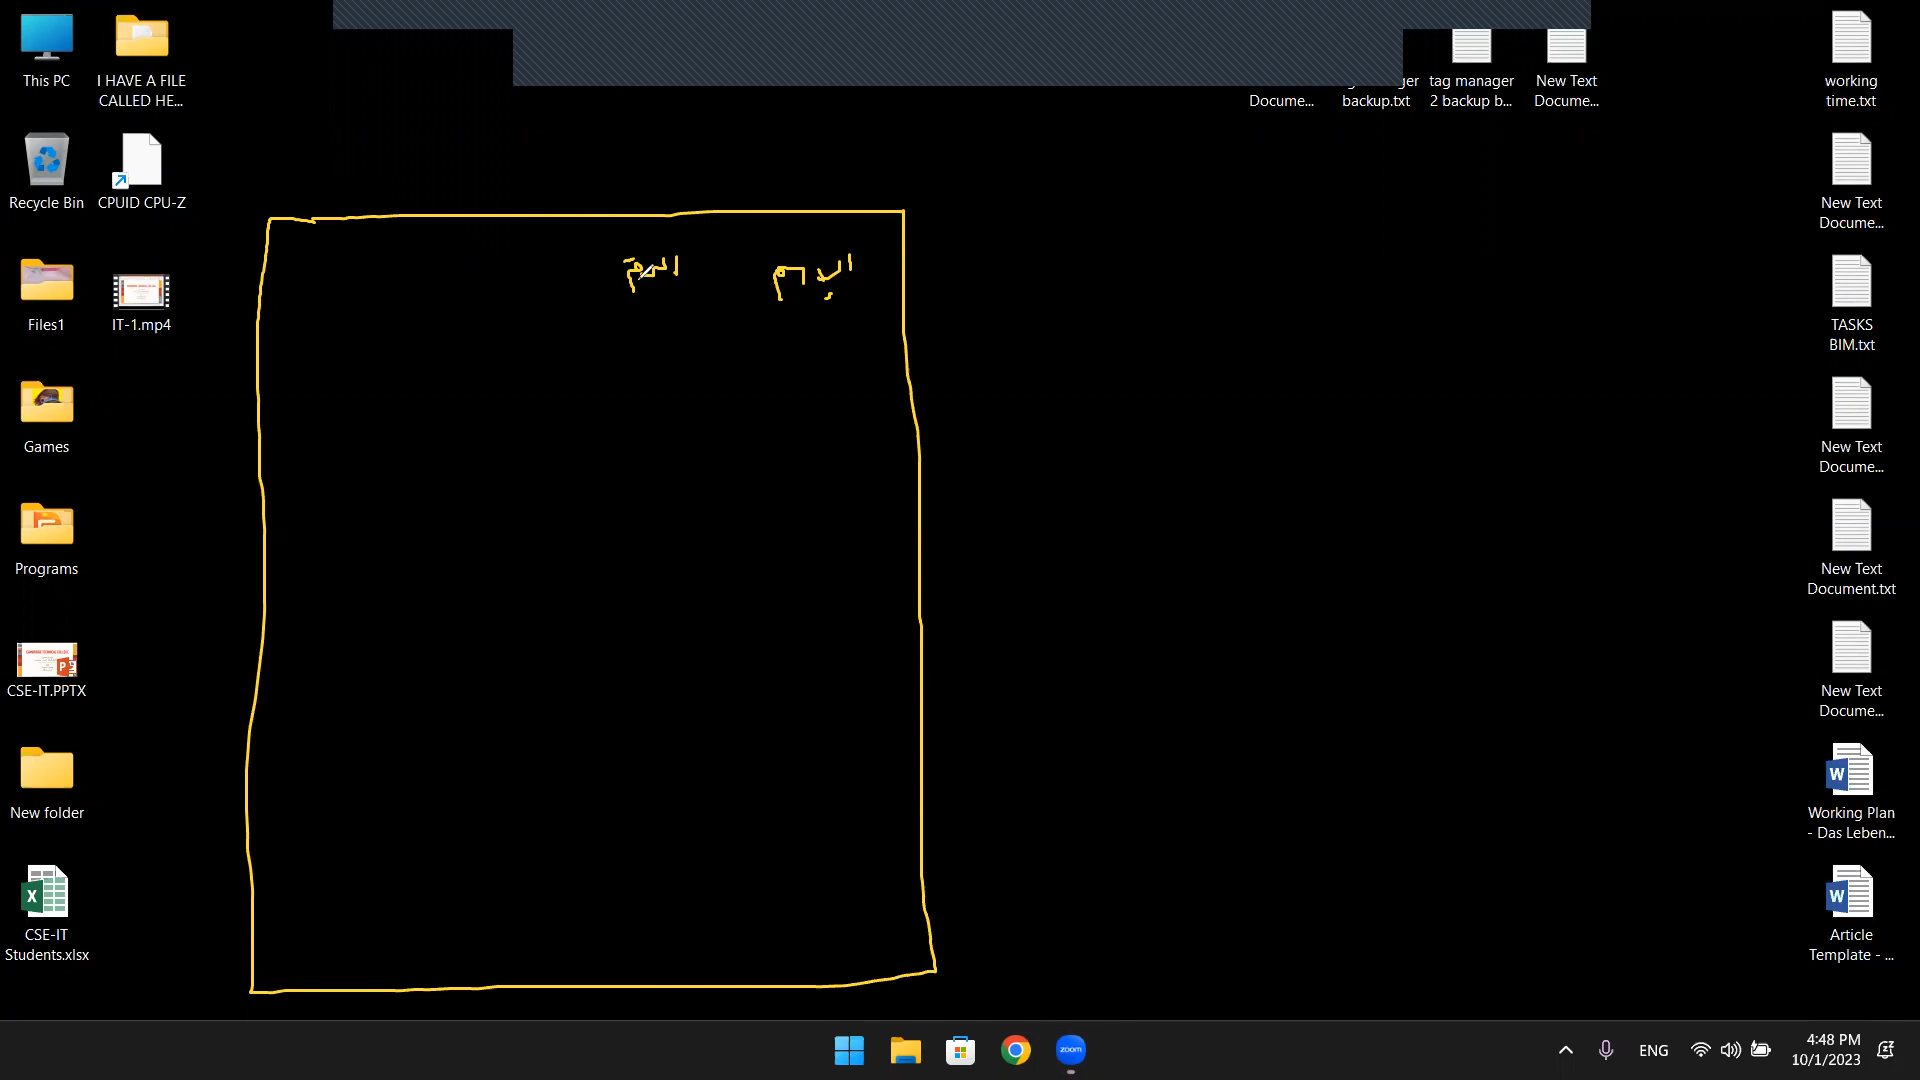 This PC
I HAVE A FILE
CALLED HE...
Docume...
backup.txt
tag manager
2 backup b...
New Text
Docume...
working
time.txt
Recycle Bin
CPUID CPU-Z
New Text
Docume...
اليوم
Files1
IT-1.mp4
TASKS
BIM.txt
Games
New Text
Docume...
Programs
New Text
Document.txt
CSE-IT.PPTX
New Text
Docume...
New folder
Working Plan
- Das Leben...
CSE-IT
Students.xlsx
Article
Template - ...
zoom
ENG
4:48 PM
10/1/2023